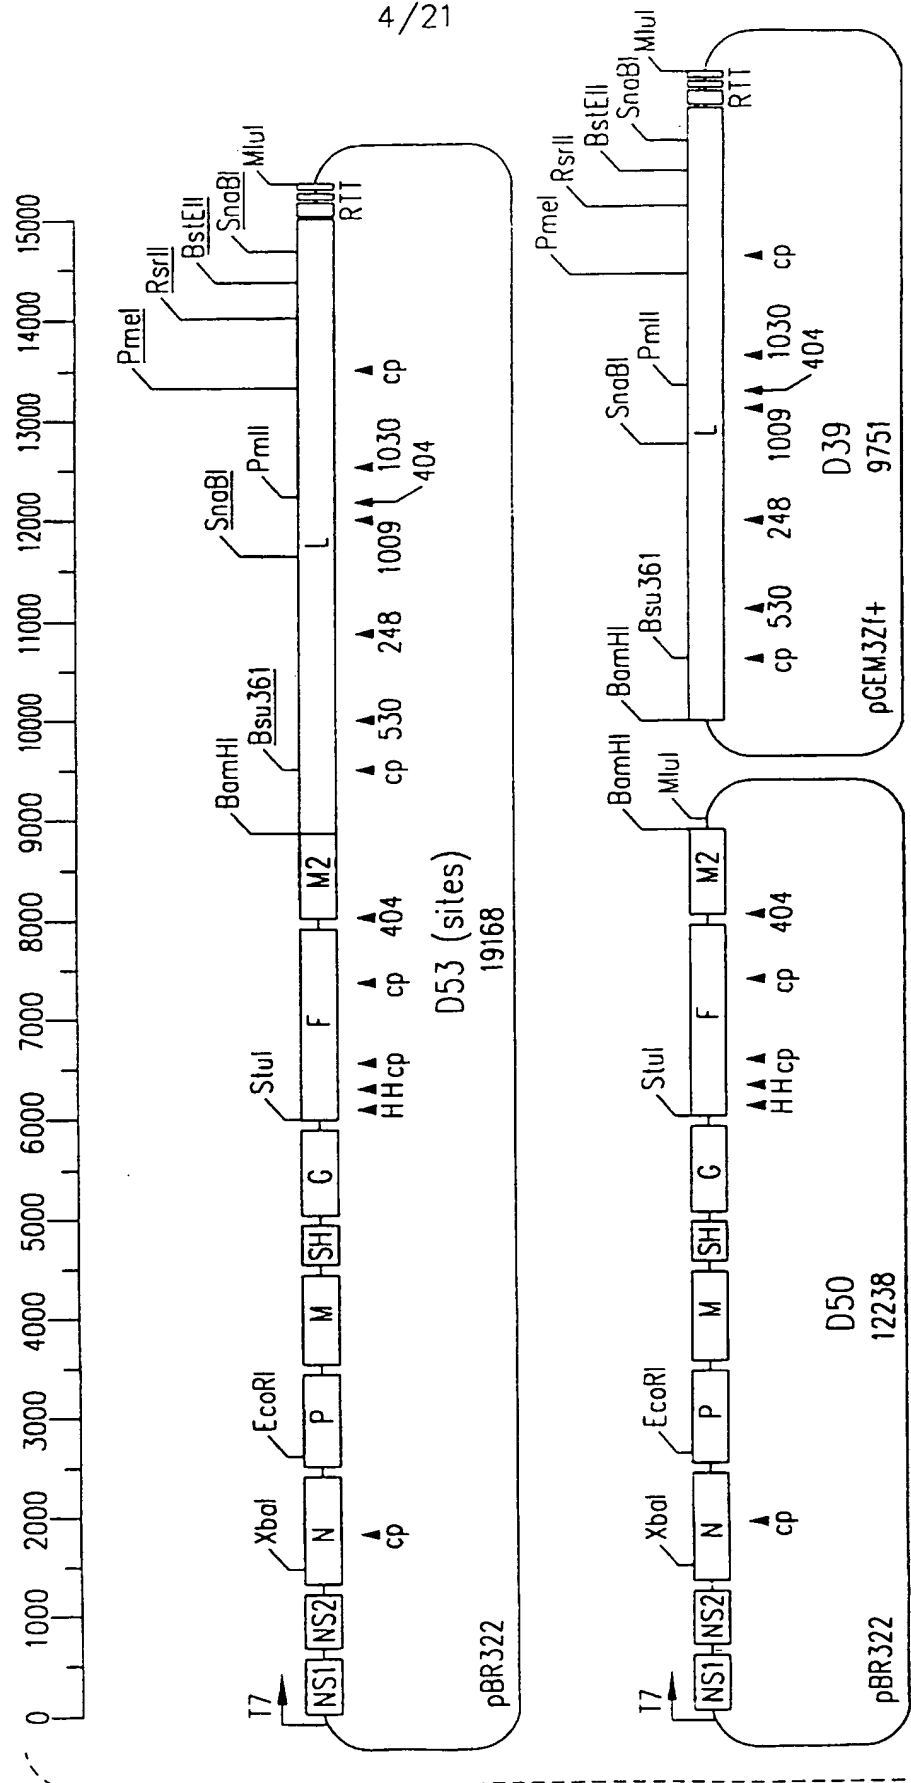 4/21
0 1000 2000 3000 4000 5000 6000 7000 8000 9000 10000 11000 12000 13000 14000 15000
T7 XbaI EcoRI StuI BamHI Bsu36I SnaBI PmlI PmeI RsrII BstEII SnaBI MluI
NS1 NS2 N P M SH G F M2 L RTT
cp HHcp cp 404 cp 530 248 1009 404 1030 cp
D53 (sites)
19168
pBR322
T7 XbaI EcoRI StuI BamHI MluI
NS1 NS2 N P M SH G F M2
cp HHcp cp 404
D50
12238
pBR322
BamHI Bsu36I SnaBI PmlI PmeI RsrII BstEII SnaBI MluI
L RTT
cp 530 248 1009 404 1030 cp
D39
9751
pGEM3Zf+